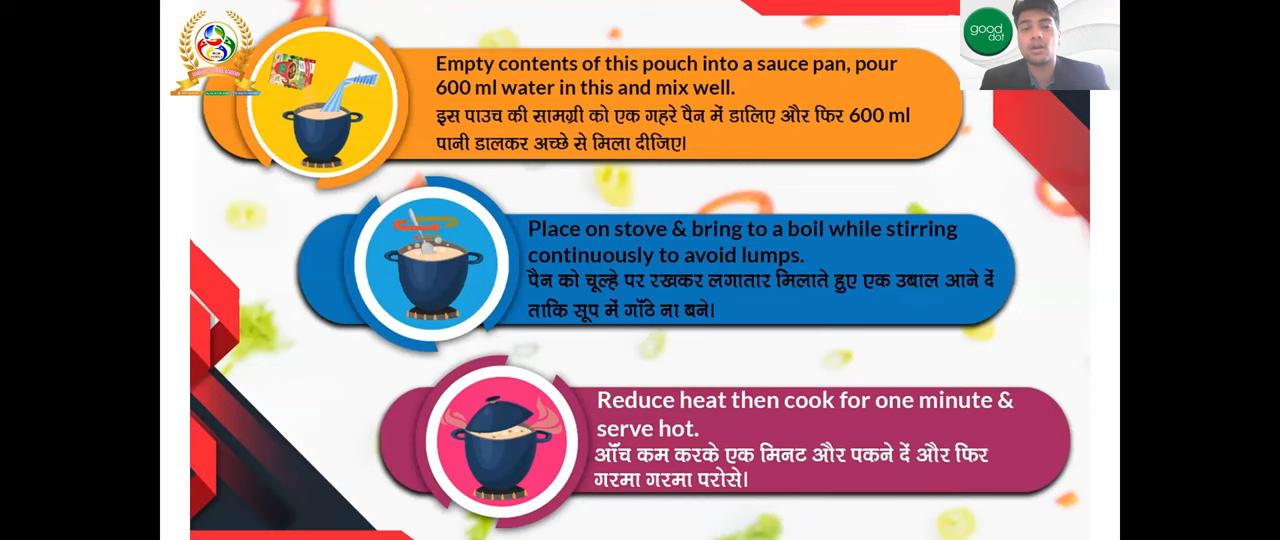 good
dot
Empty contents of this pouch into a sauce pan, pour
600 ml water in this and mix well.
इस पाउच की सामग्री को एक गहरे पैन में डालिए और फिर 600 ml
पानी डालकर अच्छे से मिला दीजिए।
Place on stove & bring to a boil while stirring
continuously to avoid lumps.
पैन को चूल्हे पर रखकर लगातार मिलाते हुए एक उबाल आने दें
ताकि सूप में गाँठे ना बने।
Reduce heat then cook for one minute &
serve hot.
आँच कम करके एक मिनट और पकने दें और फिर
गरमा गरमा परोसे।